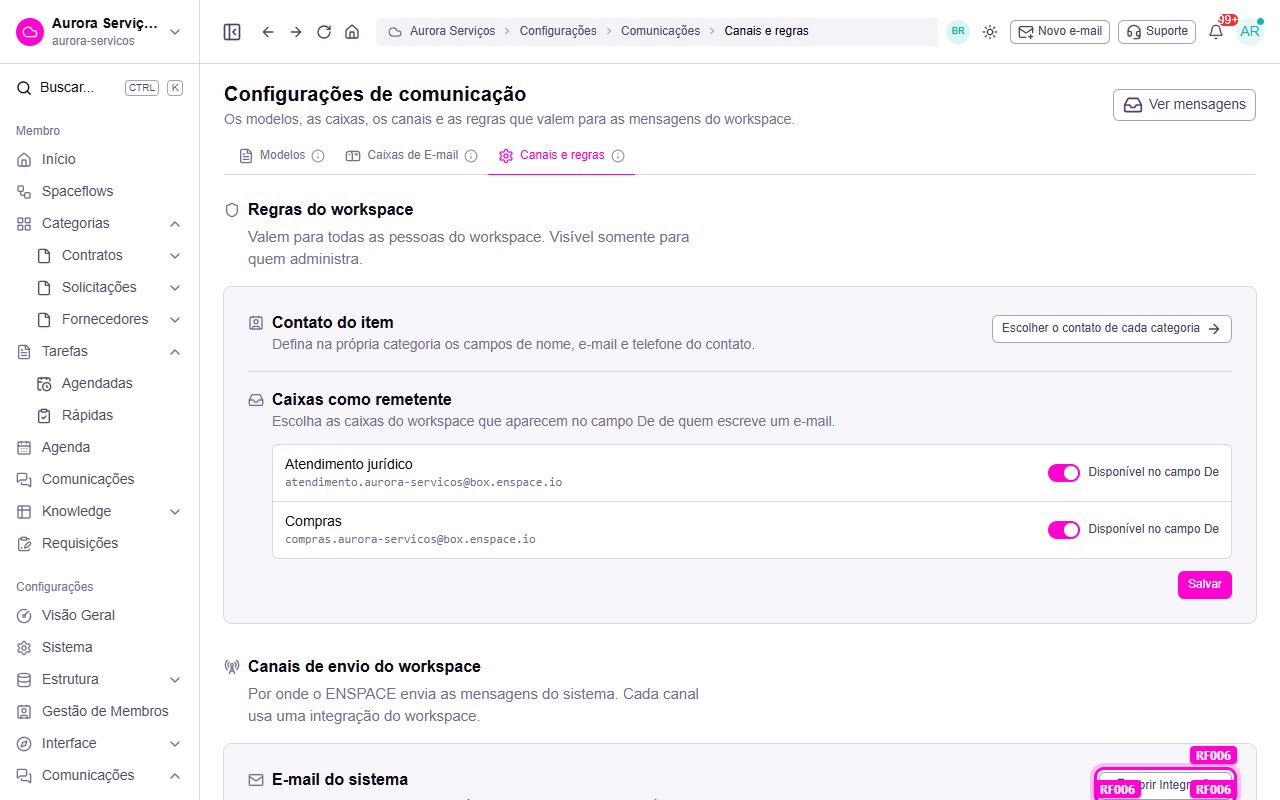 Aurora Serviç...
aurora-servicos
Aurora Serviços
Configurações
Comunicações
Canais e regras
BR
Novo e-mail
Suporte
99+
AR
Buscar...
CTRL
K
Membro
Início
Spaceflows
Categorias
Contratos
Solicitações
Fornecedores
Tarefas
Agendadas
Rápidas
Agenda
Comunicações
Knowledge
Requisições
Configurações
Visão Geral
Sistema
Estrutura
Gestão de Membros
Interface
Comunicações
Configurações de comunicação
Os modelos, as caixas, os canais e as regras que valem para as mensagens do workspace.
Ver mensagens
Modelos
Caixas de E-mail
Canais e regras
Regras do workspace
Valem para todas as pessoas do workspace. Visível somente para
quem administra.
Contato do item
Defina na própria categoria os campos de nome, e-mail e telefone do contato.
Escolher o contato de cada categoria
Caixas como remetente
Escolha as caixas do workspace que aparecem no campo De de quem escreve um e-mail.
Atendimento jurídico
atendimento.aurora-servicos@box.enspace.io
Disponível no campo De
Compras
compras.aurora-servicos@box.enspace.io
Disponível no campo De
Salvar
Canais de envio do workspace
Por onde o ENSPACE envia as mensagens do sistema. Cada canal
usa uma integração do workspace.
E-mail do sistema
RF006
RF006
RF006